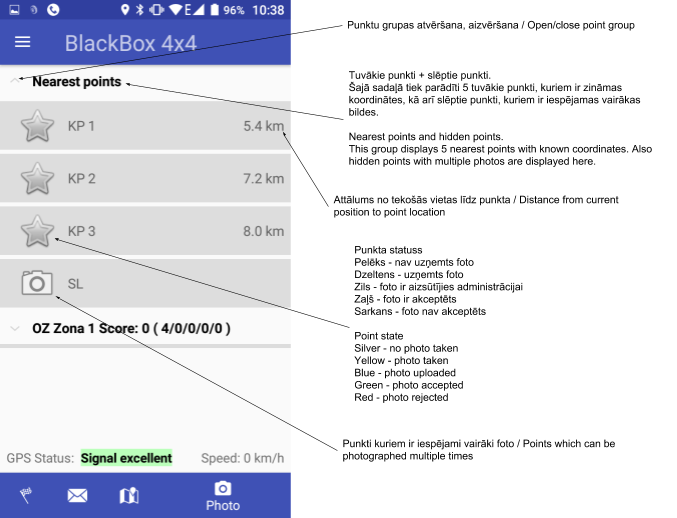 96% 10:38
BlackBox 4x4
Nearest points
KP 1 5.4 km
KP 2 7.2 km
KP 3 8.0 km
SL
OZ Zona 1 Score: 0 ( 4/0/0/0/0 )
GPS Status: Signal excellent Speed: 0 km/h
Photo
Punktu grupas atvēršana, aizvēršana / Open/close point group
Tuvākie punkti + slēptie punkti.
Šajā sadaļā tiek parādīti 5 tuvākie punkti, kuriem ir zināmas
koordinātes, kā arī slēptie punkti, kuriem ir iespējamas vairākas
bildes.
Nearest points and hidden points.
This group displays 5 nearest points with known coordinates. Also
hidden points with multiple photos are displayed here.
Attālums no tekošās vietas līdz punkta / Distance from current
position to point location
Punkta statuss
Pelēks - nav uzņemts foto
Dzeltens - uzņemts foto
Zils - foto ir aizsūtījies administrācijai
Zaļš - foto ir akceptēts
Sarkans - foto nav akceptēts
Point state
Silver - no photo taken
Yellow - photo taken
Blue - photo uploaded
Green - photo accepted
Red - photo rejected
Punkti kuriem ir iespējami vairāki foto / Points which can be
photographed multiple times